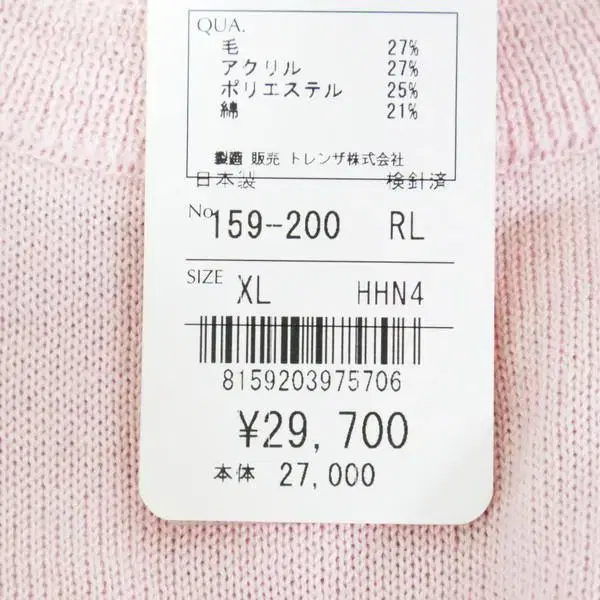 QUA.
毛 27%
アクリル 27%
ポリエステル 25%
綿 21%
製造 販売 トレンザ株式会社
日本製 検針済
No. 159-200 RL
SIZE XL HHN4
8159203975706
¥29,700
本体 27,000